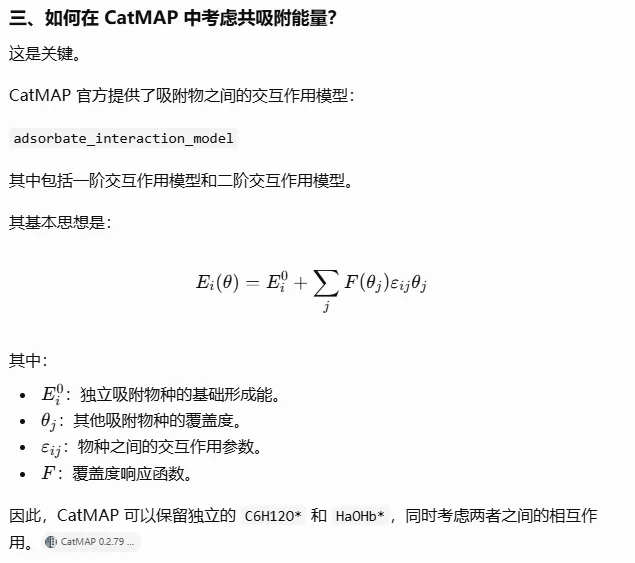 三、如何在 CatMAP 中考虑共吸附能量？
这是关键。
CatMAP 官方提供了吸附物之间的交互作用模型：
adsorbate_interaction_model
其中包括一阶交互作用模型和二阶交互作用模型。
其基本思想是：
E_i(θ) = E_i^0 + ∑_j F(θ_j)ε_{ij}θ_j
其中：
• E_i^0：独立吸附物种的基础形成能。
• θ_j：其他吸附物种的覆盖度。
• ε_{ij}：物种之间的交互作用参数。
• F：覆盖度响应函数。
因此，CatMAP 可以保留独立的 C6H12O* 和 HaOHb*，同时考虑两者之间的相互作
用。 CatMAP 0.2.79 ...